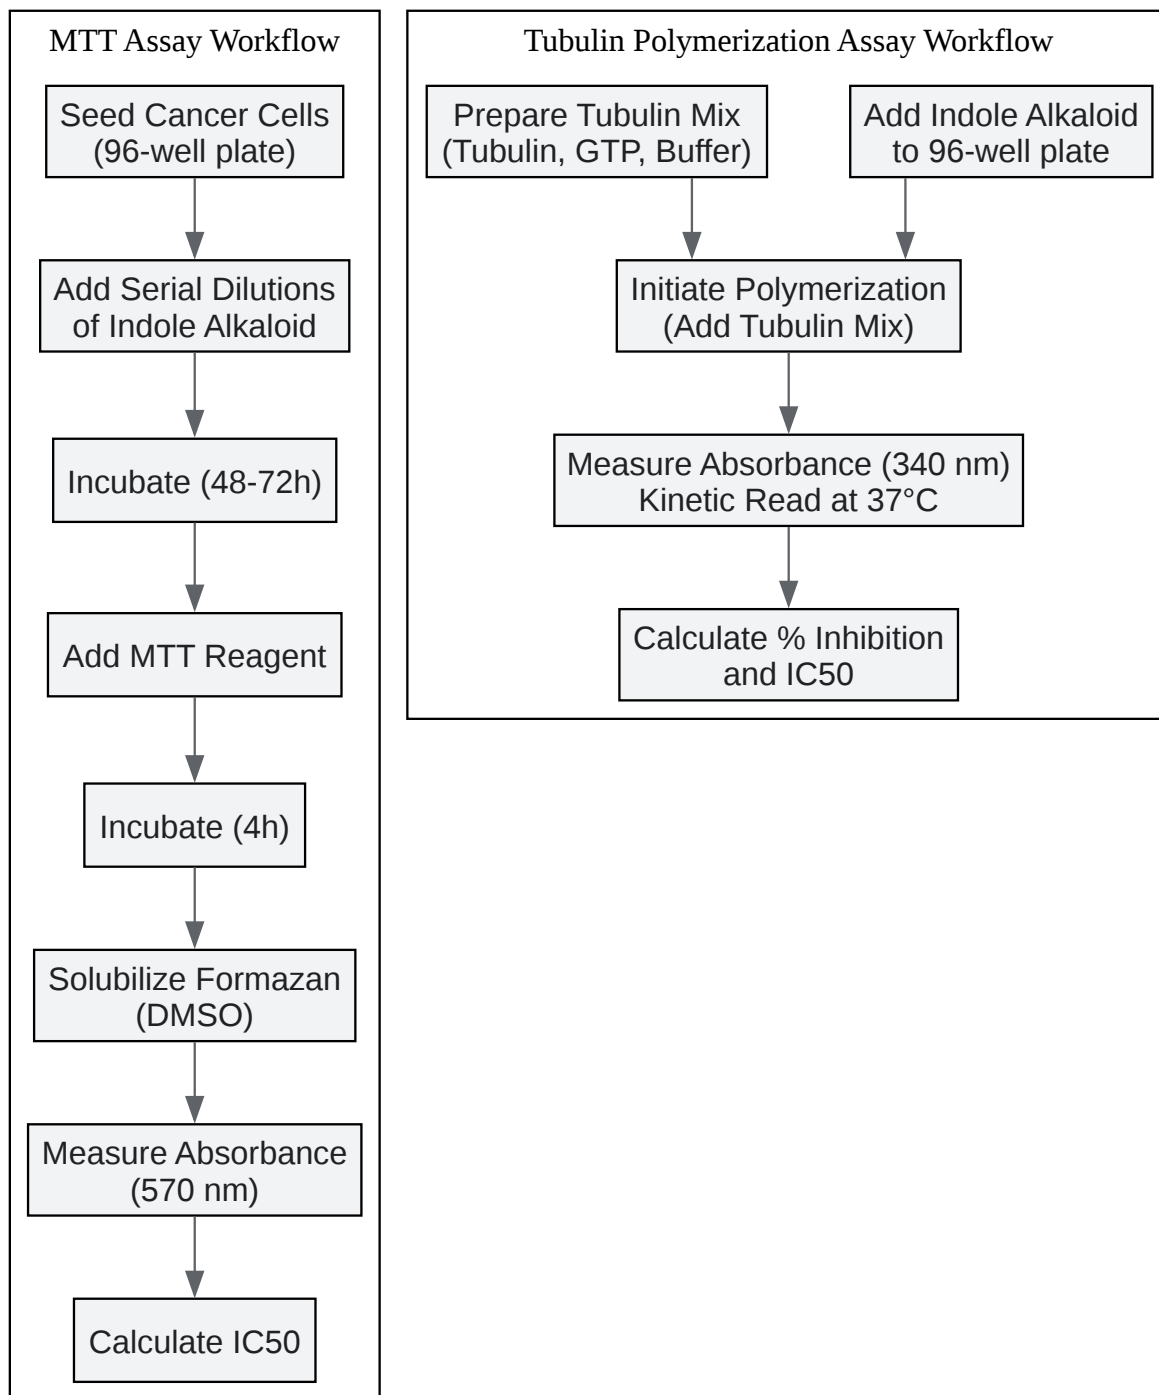 MTT Assay Workflow
Seed Cancer Cells
(96-well plate)
Add Serial Dilutions
of Indole Alkaloid
Incubate (48-72h)
Add MTT Reagent
Incubate (4h)
Solubilize Formazan
(DMSO)
Measure Absorbance
(570 nm)
Calculate IC50
Tubulin Polymerization Assay Workflow
Prepare Tubulin Mix
(Tubulin, GTP, Buffer)
Add Indole Alkaloid
to 96-well plate
Initiate Polymerization
(Add Tubulin Mix)
Measure Absorbance (340 nm)
Kinetic Read at 37°C
Calculate % Inhibition
and IC50